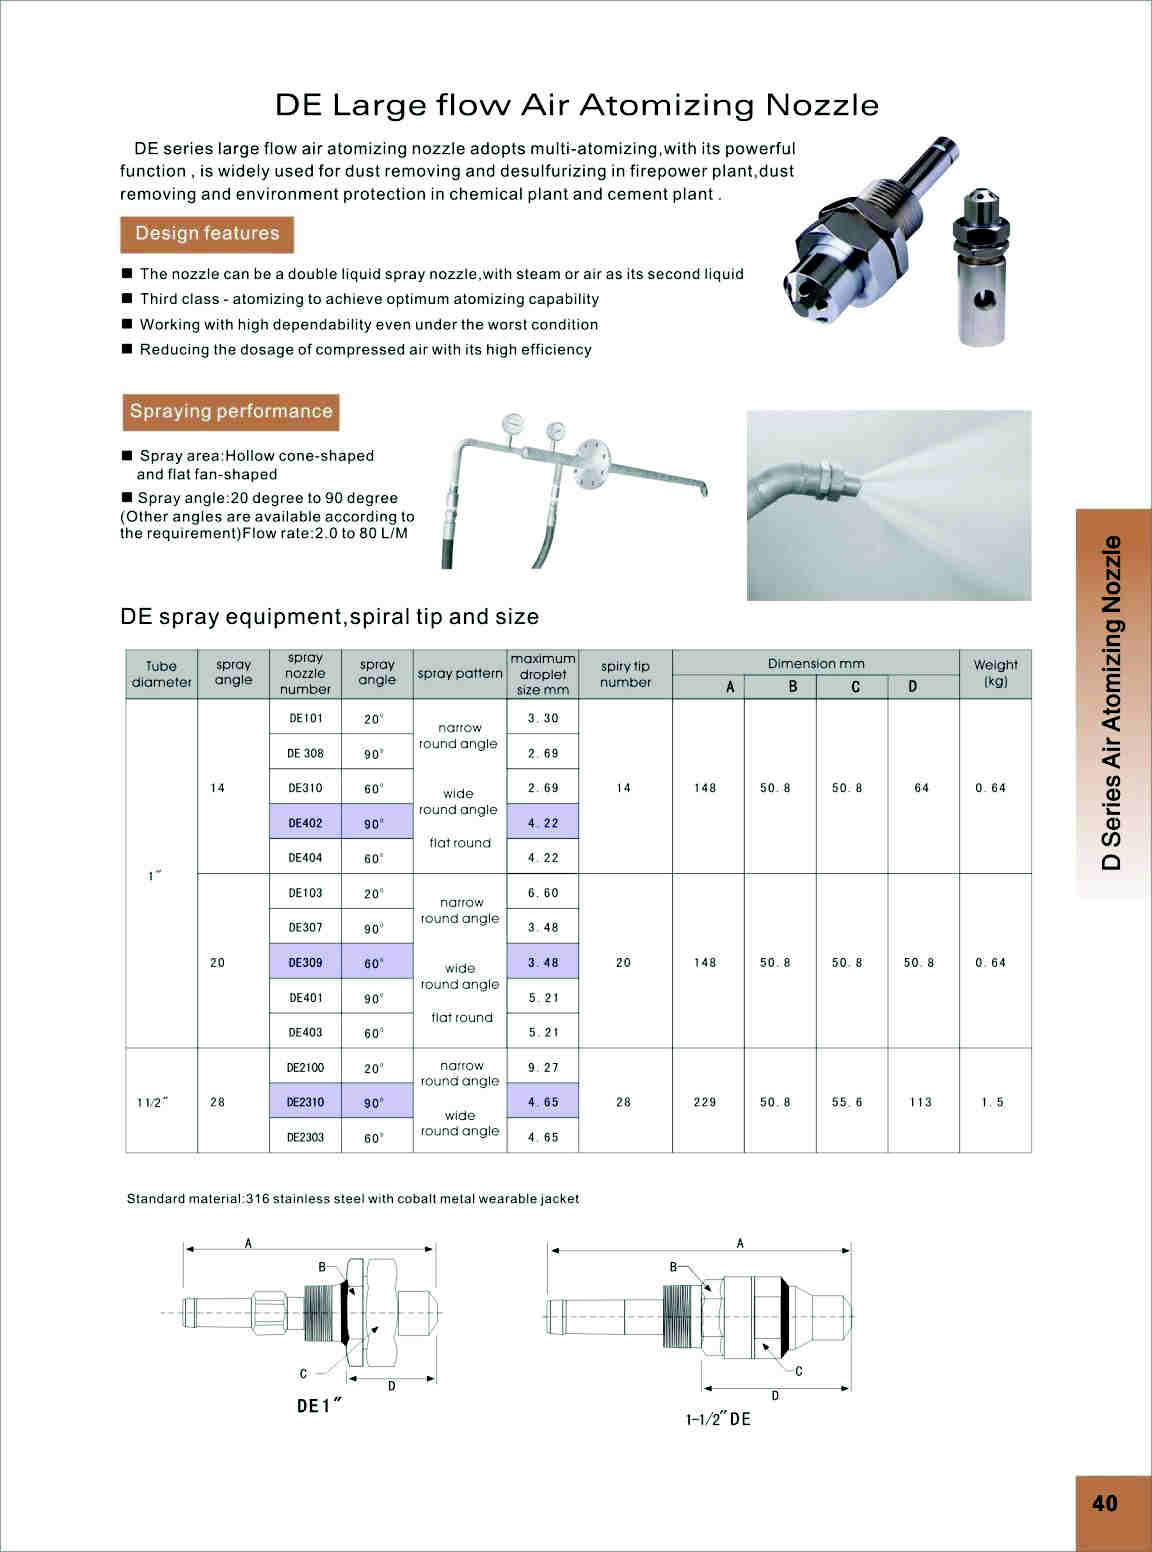 DE Large flow Air Atomizing Nozzle
DE series large flow air atomizing nozzle adopts multi-atomizing,with its powerful
function , is widely used for dust removing and desulfurizing in firepower plant,dust
removing and environment protection in chemical plant and cement plant .
Design features
■ The nozzle can be a double liquid spray nozzle,with steam or air as its second liquid
■ Third class - atomizing to achieve optimum atomizing capability
■ Working with high dependability even under the worst condition
■ Reducing the dosage of compressed air with its high efficiency
Spraying performance
■ Spray area:Hollow cone-shaped
and flat fan-shaped
■ Spray angle:20 degree to 90 degree
(Other angles are available according to
the requirement)Flow rate:2.0 to 80 L/M
D Series Air Atomizing Nozzle
DE spray equipment,spiral tip and size
Tube diameter spray angle spray nozzle number spray angle spray pattern maximum droplet size mm spiry tip number Dimension mm Weight (kg)
A B C D
1″
14
DE101 20° 3.30
DE 308 90° 2.69
DE310 60° 2.69
DE402 90° 4.22
DE404 60° 4.22
narrow
round angle
wide
round angle
flat round
14 148 50.8 50.8 64 0.64
20
DE103 20° 6.60
DE307 90° 3.48
DE309 60° 3.48
DE401 90° 5.21
DE403 60° 5.21
narrow
round angle
wide
round angle
flat round
20 148 50.8 50.8 50.8 0.64
1 1/2″
28
DE2100 20° 9.27
DE2310 90° 4.65
DE2303 60° 4.65
narrow
round angle
wide
round angle
28 229 50.8 55.6 113 1.5
Standard material:316 stainless steel with cobalt metal wearable jacket
A
B
C
D
DE1″
A
B
C
D
1-1/2″DE
40